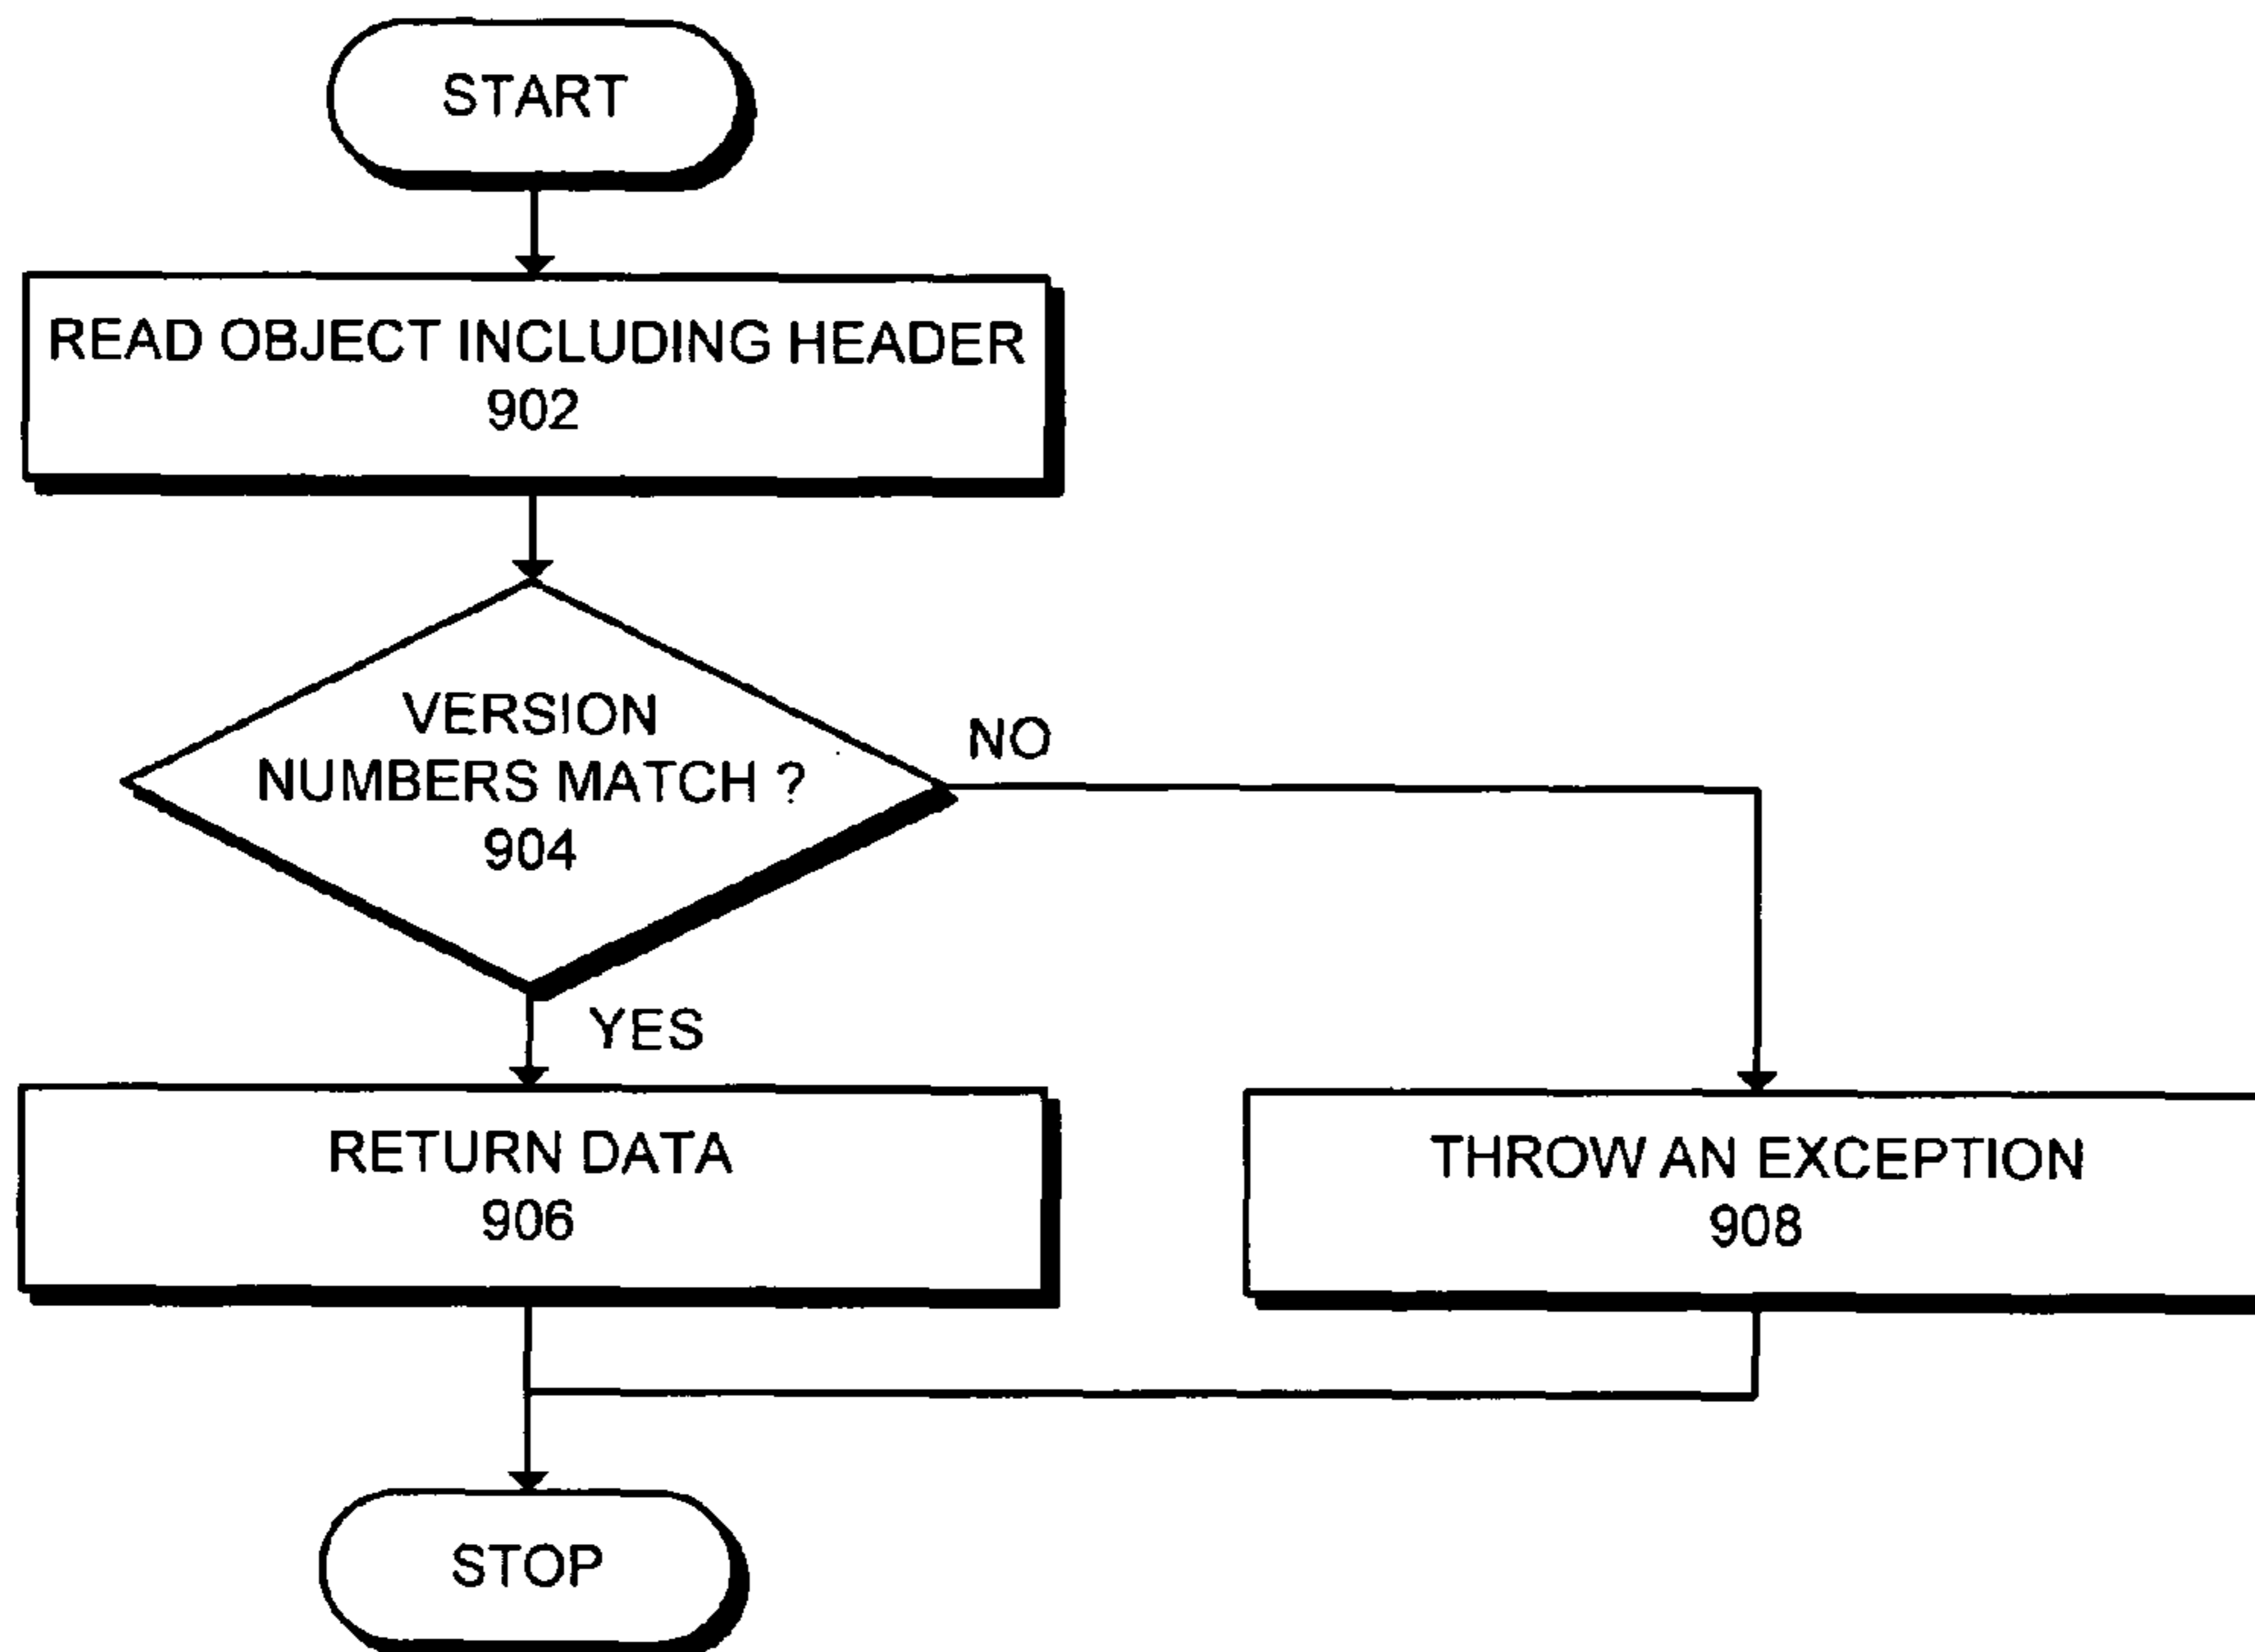 START
READ OBJECT INCLUDING HEADER
902
VERSION
NUMBERS MATCH ?
904
NO
YES
RETURN DATA
906
THROW AN EXCEPTION
908
STOP